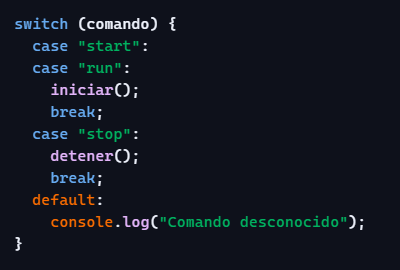 switch (comando) {
  case "start":
  case "run":
    iniciar();
    break;
  case "stop":
    detener();
    break;
  default:
    console.log("Comando desconocido");
}